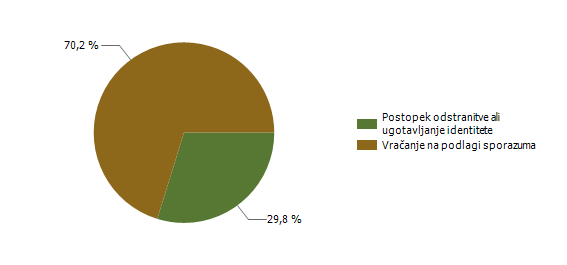 70,2 %
Postopek odstranitve ali
ugotavljanje identitete
Vračanje na podlagi sporazuma
29,8 %